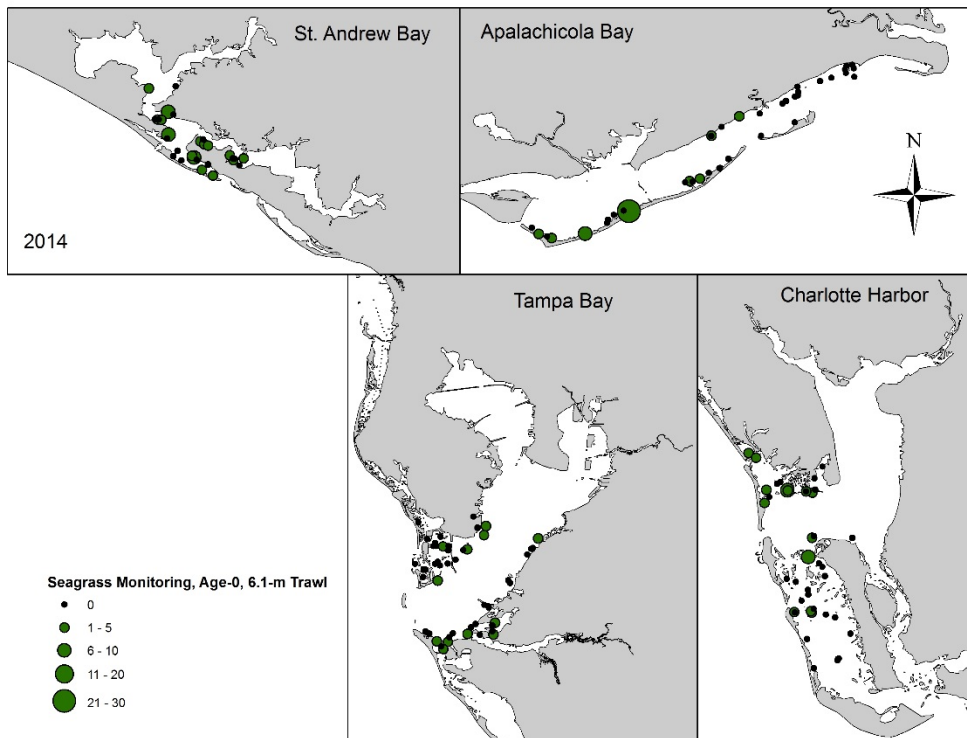 St. Andrew Bay
Apalachicola Bay
N
2014
Tampa Bay
Charlotte Harbor
Seagrass Monitoring, Age-0, 6.1-m Trawl
0
1 - 5
6 - 10
11 - 20
21 - 30